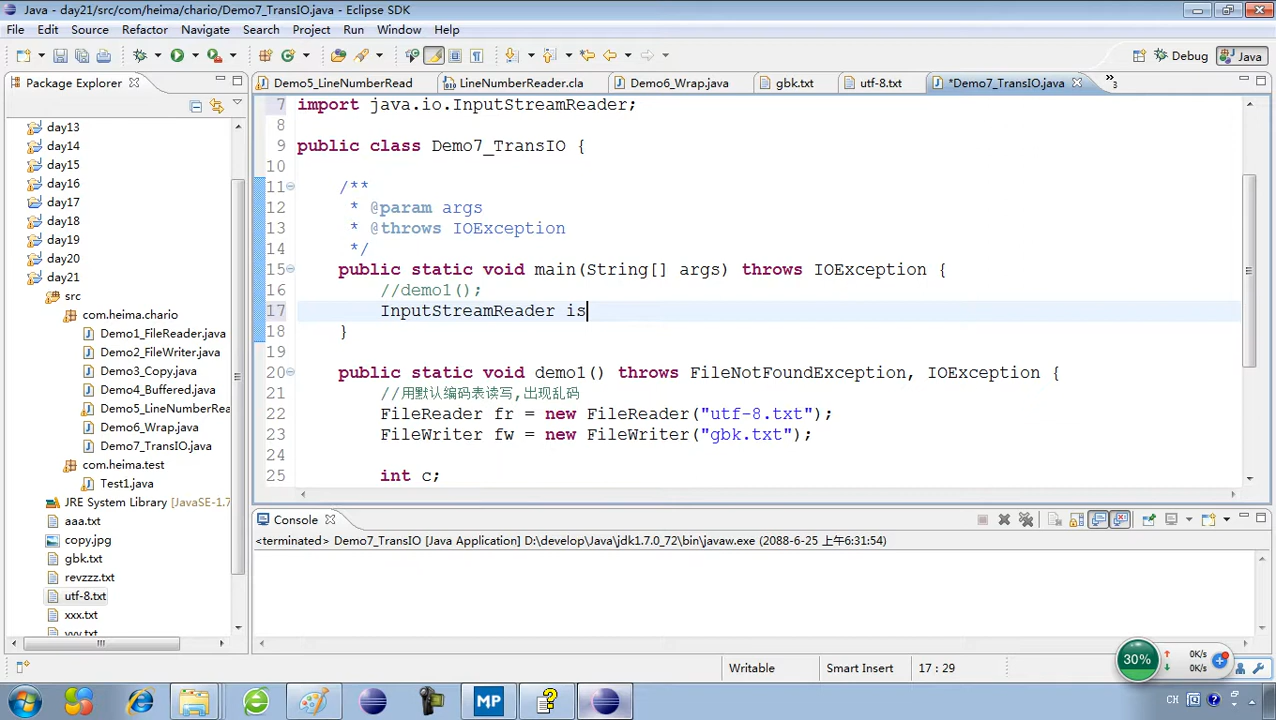 Java - day21/src/com/heima/chario/Demo7_TransIO.java - Eclipse SDK
File Edit Source Refactor Navigate Search Project Run Window Help
Debug Java
Package Explorer
day13
day14
day15
day16
day17
day18
day19
day20
day21
src
com.heima.chario
Demo1_FileReader.java
Demo2_FileWriter.java
Demo3_Copy.java
Demo4_Buffered.java
Demo5_LineNumberRea
Demo6_Wrap.java
Demo7_TransIO.java
com.heima.test
Test1.java
JRE System Library [JavaSE-1.7
aaa.txt
copy.jpg
gbk.txt
revzzz.txt
utf-8.txt
xxx.txt
yyy.txt
Demo5_LineNumberRead LineNumberReader.cla Demo6_Wrap.java gbk.txt utf-8.txt *Demo7_TransIO.java »3
7 import java.io.InputStreamReader;
8
9 public class Demo7_TransIO {
10
11 /**
12 * @param args
13 * @throws IOException
14 */
15 public static void main(String[] args) throws IOException {
16 //demo1();
17 InputStreamReader is
18 }
19
20 public static void demo1() throws FileNotFoundException, IOException {
21 //用默认编码表读写,出现乱码
22 FileReader fr = new FileReader("utf-8.txt");
23 FileWriter fw = new FileWriter("gbk.txt");
24
25 int c;
Console
<terminated> Demo7_TransIO [Java Application] D:\develop\Java\jdk1.7.0_72\bin\javaw.exe (2088-6-25 上午6:31:54)
Writable Smart Insert 17 : 29
30% 0K/s
0K/s
MP CH